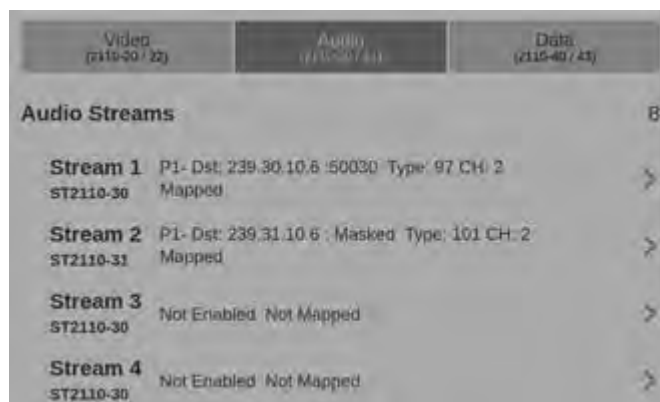 Video Audio Data
(2110-20 / 22) (2110-40 / 43)
Audio Streams 8
Stream 1 P1- Dst: 239.30.10.6 :50030 Type: 97 CH: 2
ST2110-30 Mapped
Stream 2 P1- Dst: 239.31.10.6 : Masked Type: 101 CH: 2
ST2110-31 Mapped
Stream 3
Not Enabled Not Mapped
ST2110-30
Stream 4
Not Enabled Not Mapped
ST2110-30